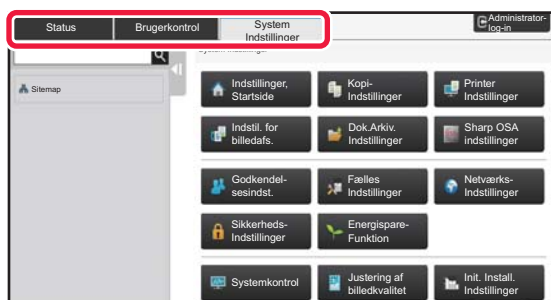 Status
Brugerkontrol
System
Indstillinger
Administrator-
log-in
Sitemap
Indstillinger,
Startside
Kopi-
Indstillinger
Printer
Indstillinger
Indstil. for
billedafs.
Dok.Arkiv.
Indstillinger
Sharp OSA
indstillinger
Godkendel-
sesindst.
Fælles
Indstillinger
Netværks-
Indstillinger
Sikkerheds-
Indstillinger
Energispare-
Funktion
Systemkontrol
Justering af
billedkvalitet
Init. Install.
Indstillinger